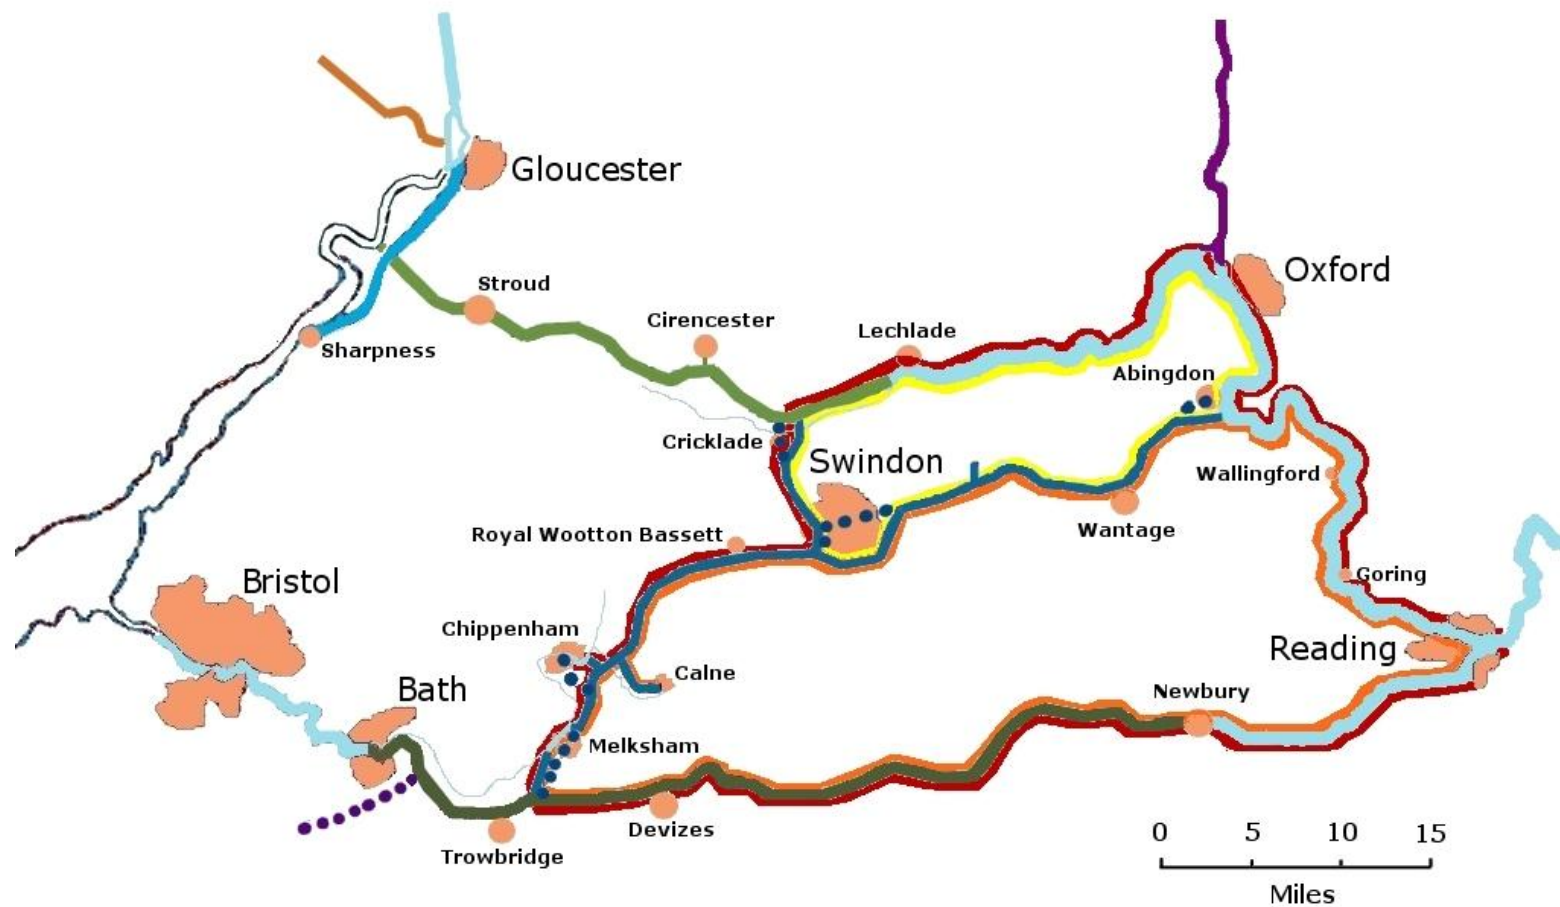 Gloucester
Oxford
Stroud
Cirencester
Lechlade
Sharpness
Abingdon
Cricklade
Swindon
Wallingford
Wantage
Royal Wootton Bassett
Bristol
Goring
Chippenham
Reading
Calne
Bath
Newbury
Melksham
Devizes
Trowbridge
0 5 10 15
Miles